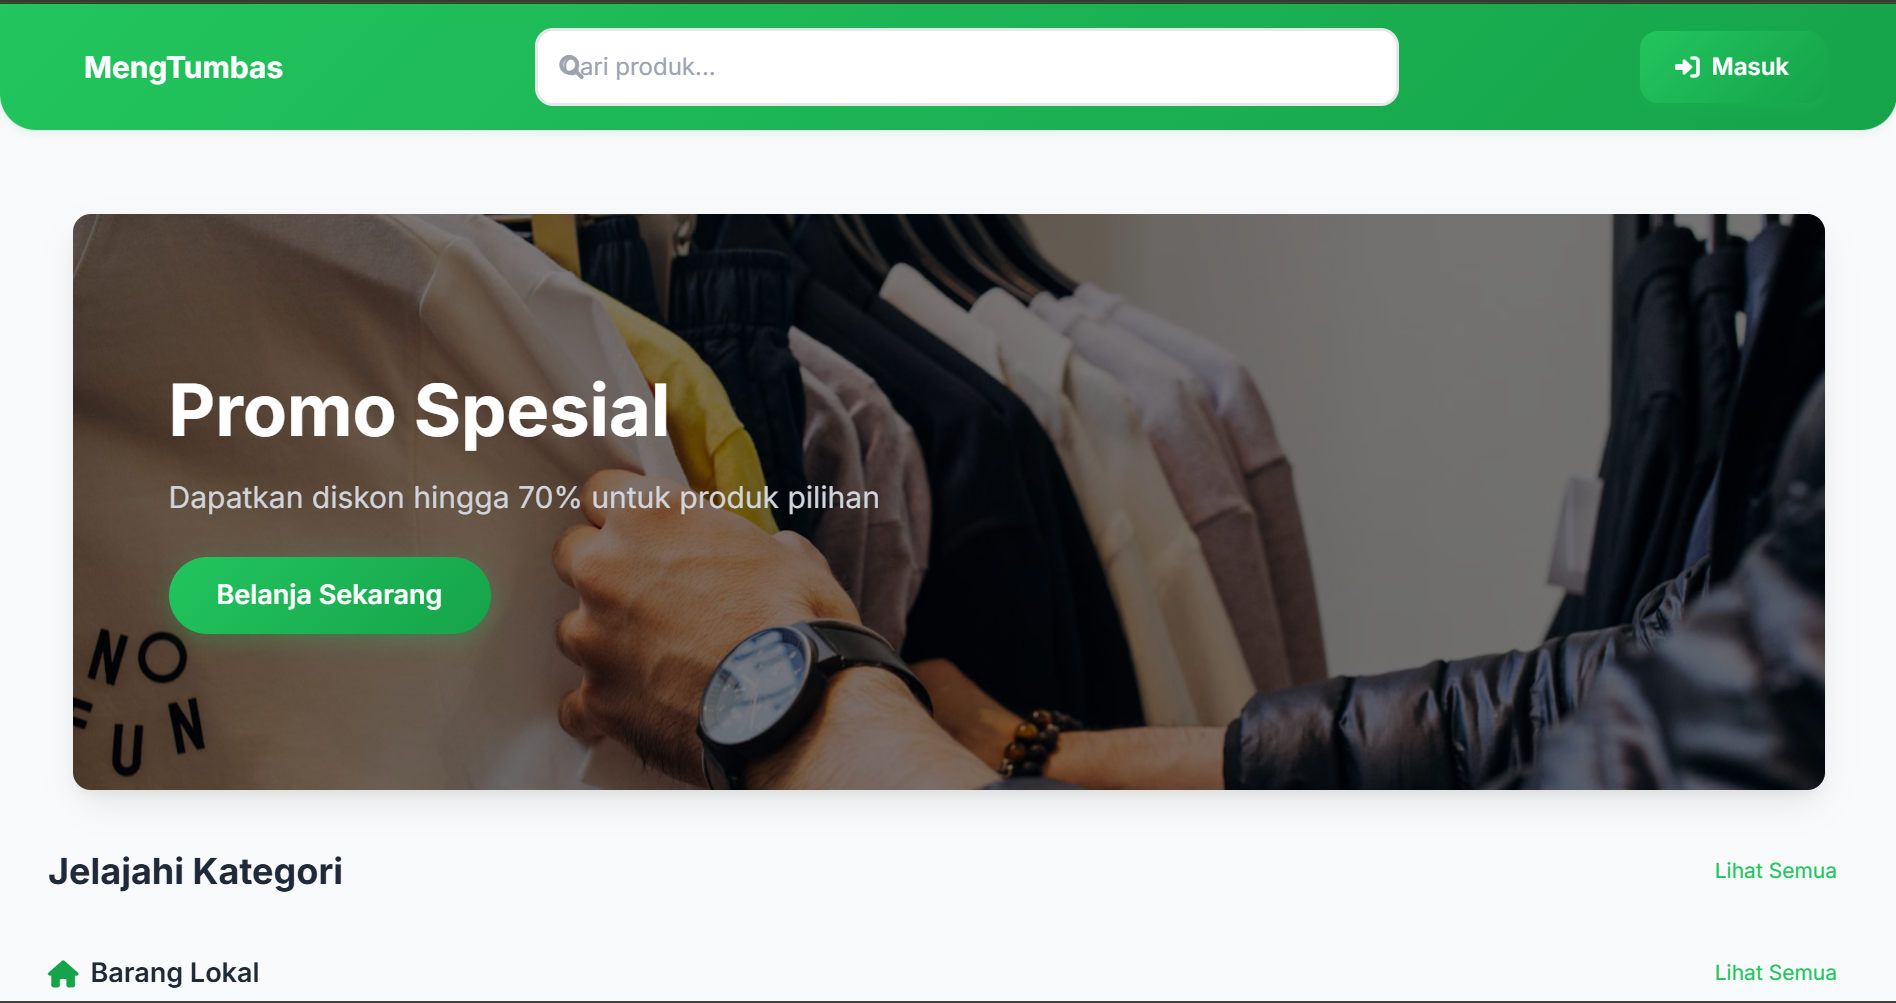 MengTumbas
Cari produk...
Masuk
Promo Spesial
Dapatkan diskon hingga 70% untuk produk pilihan
Belanja Sekarang
NO
FUN
Jelajahi Kategori
Lihat Semua
Barang Lokal
Lihat Semua